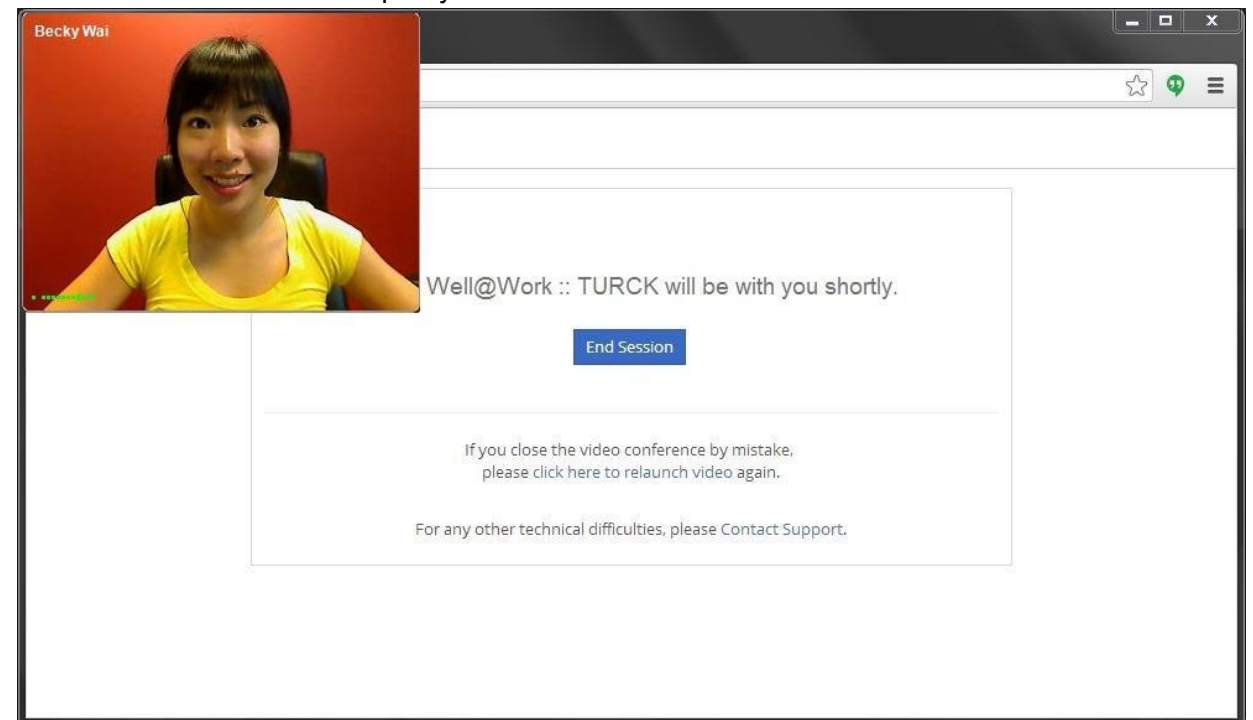 Becky Wai
Well@Work :: TURCK will be with you shortly.
End Session
If you close the video conference by mistake,
please click here to relaunch video again.
For any other technical difficulties, please Contact Support.